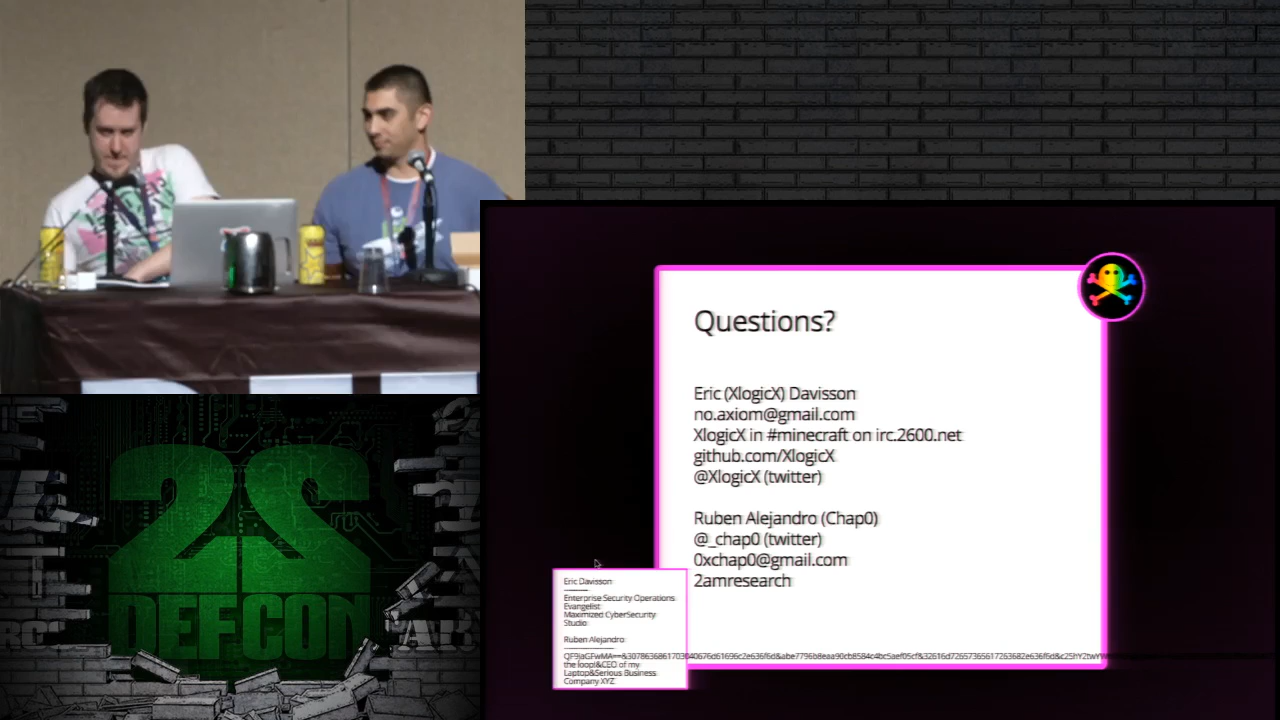 Questions?
Eric (XlogicX) Davisson
no.axiom@gmail.com
XlogicX in #minecraft on irc.2600.net
github.com/XlogicX
@XlogicX (twitter)
Ruben Alejandro (Chap0)
@_chap0 (twitter)
0xchap0@gmail.com
2amresearch
Eric Davisson
Enterprise Security Operations
Evangelist
Maximized CyberSecurity
Studio
Ruben Alejandro
the loop!&CEO of my
Laptop&Serious Business
Company XYZ
22
DEFCON